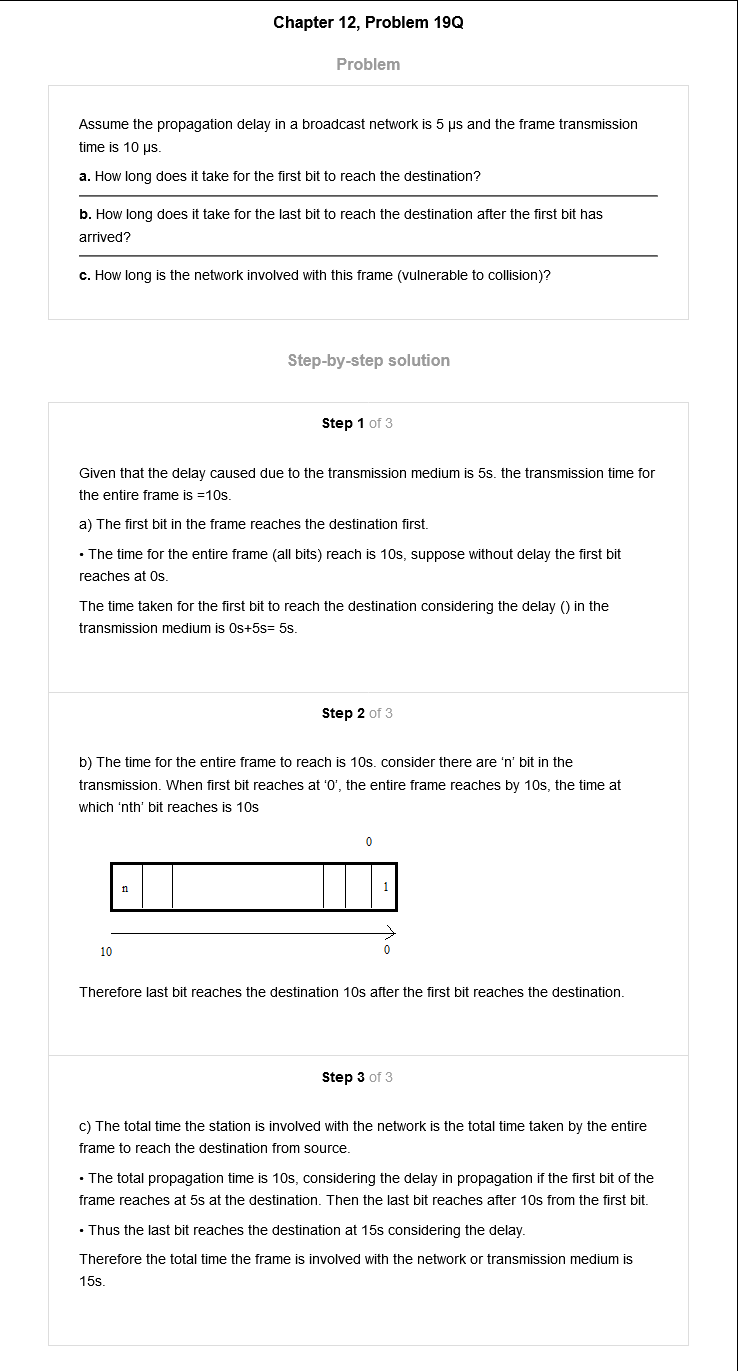 Chapter 12, Problem 19Q
Problem
Assume the propagation delay in a broadcast network is 5 μs and the frame transmission
time is 10 μs.
a. How long does it take for the first bit to reach the destination?
b. How long does it take for the last bit to reach the destination after the first bit has
arrived?
c. How long is the network involved with this frame (vulnerable to collision)?
Step-by-step solution
Step 1 of 3
Given that the delay caused due to the transmission medium is 5s. the transmission time for
the entire frame is =10s.
a) The first bit in the frame reaches the destination first.
• The time for the entire frame (all bits) reach is 10s, suppose without delay the first bit
reaches at 0s.
The time taken for the first bit to reach the destination considering the delay () in the
transmission medium is 0s+5s= 5s.
Step 2 of 3
b) The time for the entire frame to reach is 10s. consider there are ‘n’ bit in the
transmission. When first bit reaches at ‘0’, the entire frame reaches by 10s, the time at
which ‘nth’ bit reaches is 10s
0
n 1
10 0
Therefore last bit reaches the destination 10s after the first bit reaches the destination.
Step 3 of 3
c) The total time the station is involved with the network is the total time taken by the entire
frame to reach the destination from source.
• The total propagation time is 10s, considering the delay in propagation if the first bit of the
frame reaches at 5s at the destination. Then the last bit reaches after 10s from the first bit.
• Thus the last bit reaches the destination at 15s considering the delay.
Therefore the total time the frame is involved with the network or transmission medium is
15s.